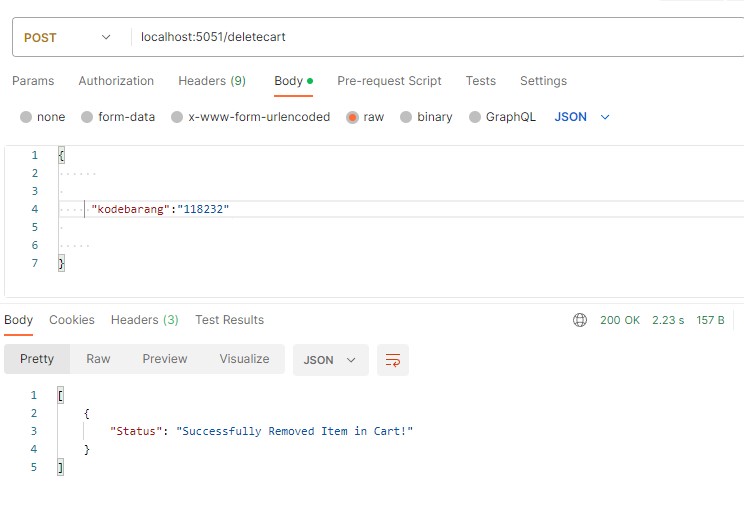 POST localhost:5051/deletecart
Params Authorization Headers (9) Body Pre-request Script Tests Settings
none form-data x-www-form-urlencoded raw binary GraphQL JSON
1 {
2
3
4 "kodebarang":"118232"
5
6
7 }
Body Cookies Headers (3) Test Results 200 OK 2.23 s 157 B
Pretty Raw Preview Visualize JSON
1 [
2 {
3 "Status": "Successfully Removed Item in Cart!"
4 }
5 ]